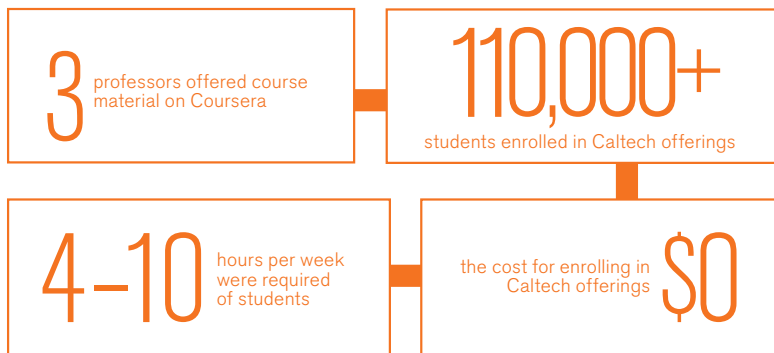 3
professors offered course
material on Coursera
110,000+
students enrolled in Caltech offerings
4–10
hours per week
were required
of students
the cost for enrolling in
Caltech offerings
$0